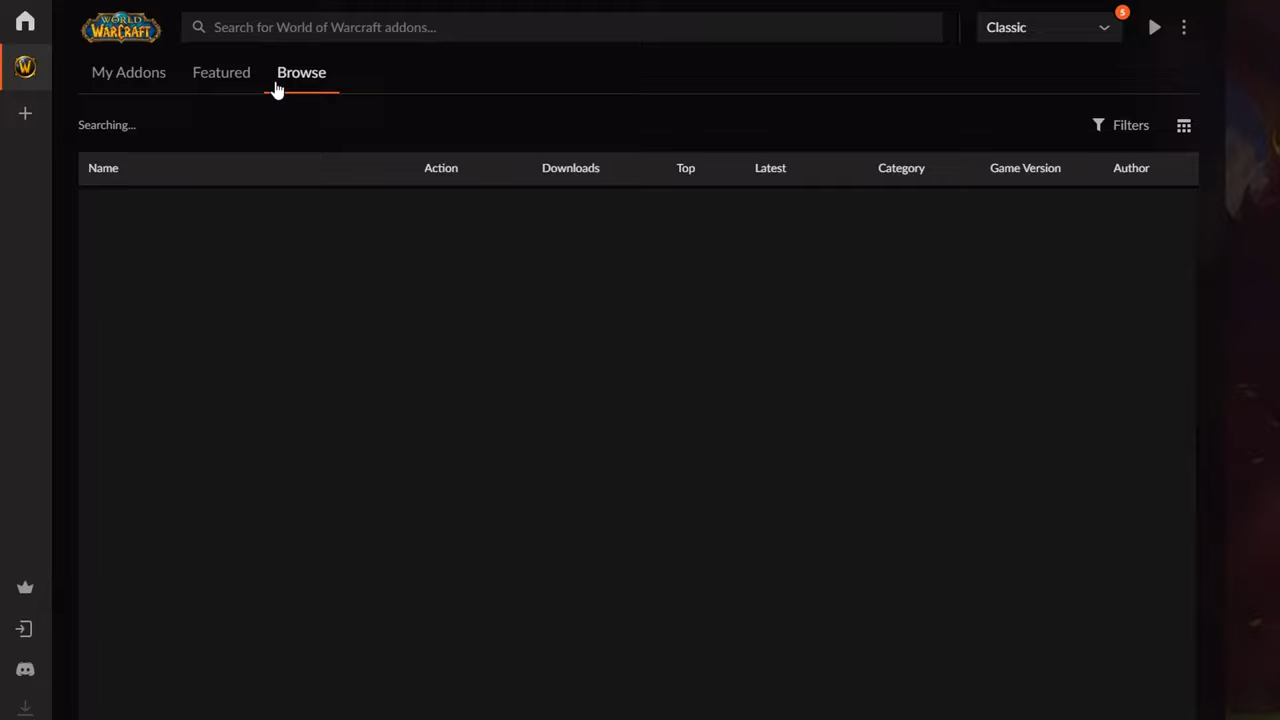 WORLD
WARCRAFT
Search for World of Warcraft addons...
Classic
5
My Addons
Featured
Browse
Searching...
Filters
Name
Action
Downloads
Top
Latest
Category
Game Version
Author